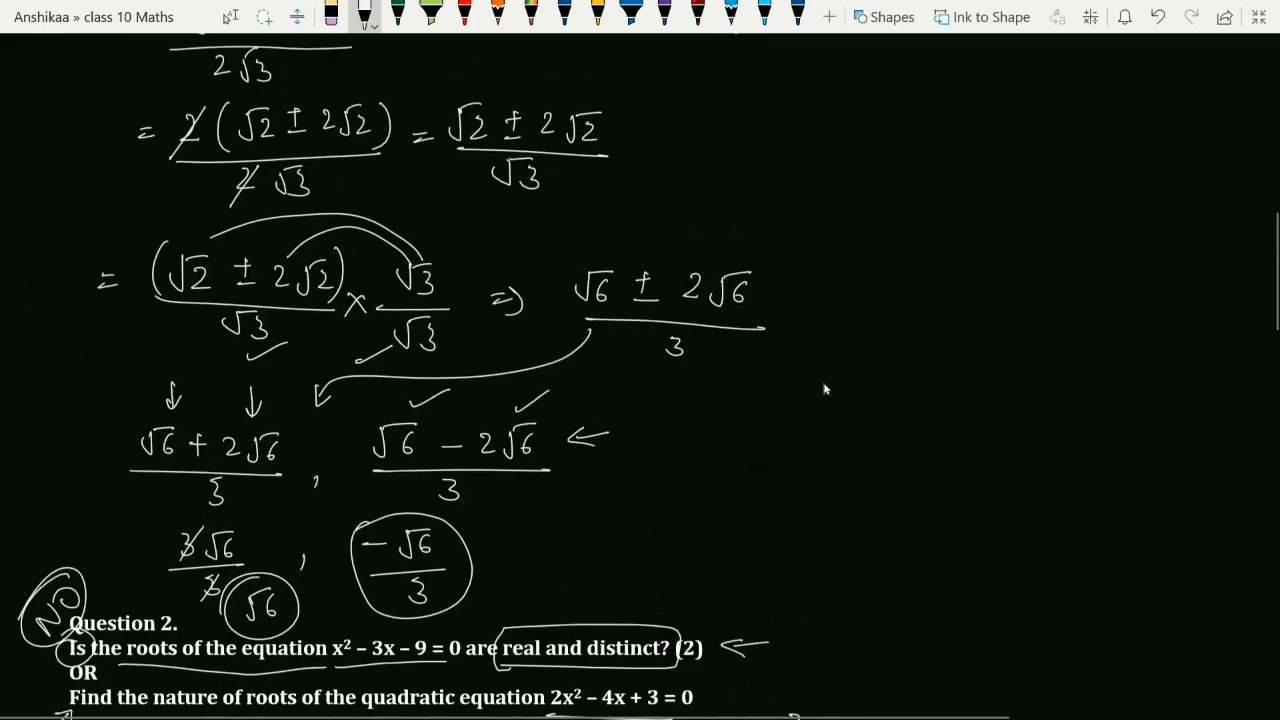 Anshikaa » class 10 Maths
Shapes
Ink to Shape
2√3
= 2 (√2 ± 2√2) / 2 √3 = √2 ± 2√2 / √3
= (√2 ± 2√2) / √3 × √3 / √3 ⇒ √6 ± 2√6 / 3
√6 + 2√6 / 3 , √6 − 2√6 / 3
3√6 / 3 , −√6 / 3
√6
NO
Question 2.
Is the roots of the equation x² – 3x – 9 = 0 are real and distinct? (2)
OR
Find the nature of roots of the quadratic equation 2x² – 4x + 3 = 0